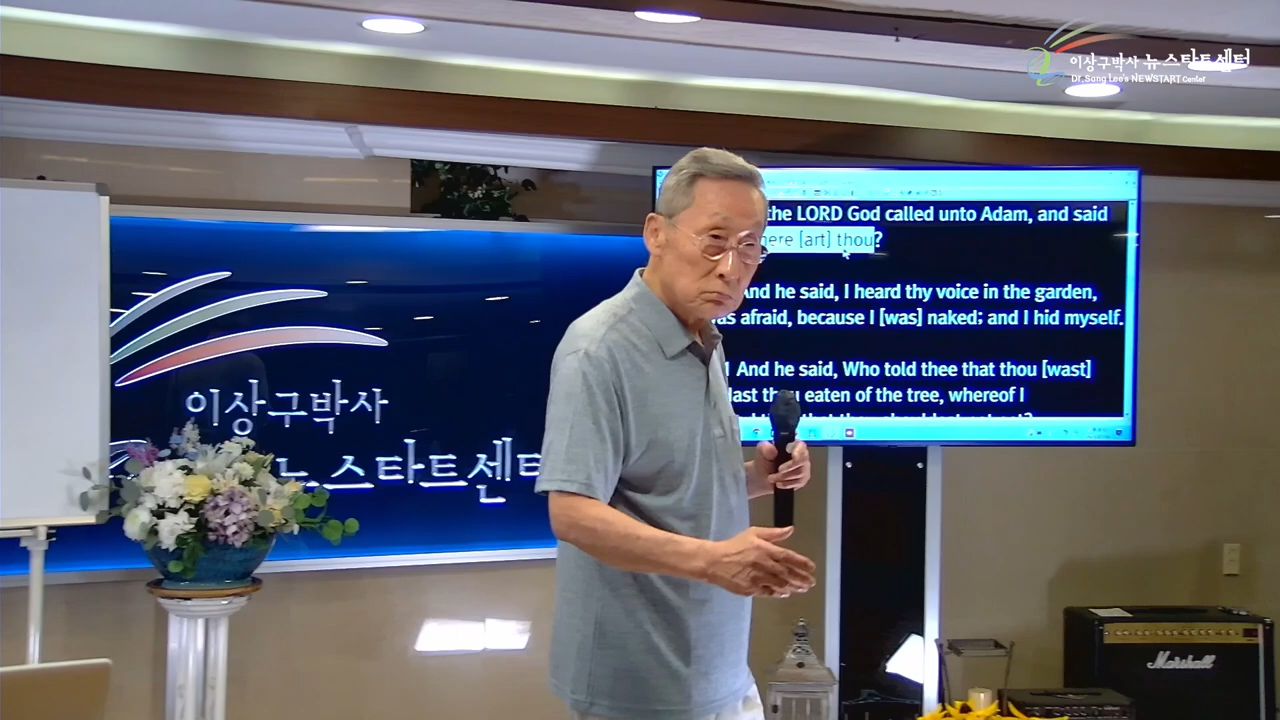 이상구박사 뉴스타트센터
Dr. Sang Lee's NEWSTART Center
the LORD God called unto Adam, and said
[art] thou?
And he said, I heard thy voice in the garden,
afraid, because I [was] naked; and I hid myself.
And he said, Who told thee that thou [wast]
eaten of the tree, whereof I
이상구박사
뉴스타트센터
Marshall